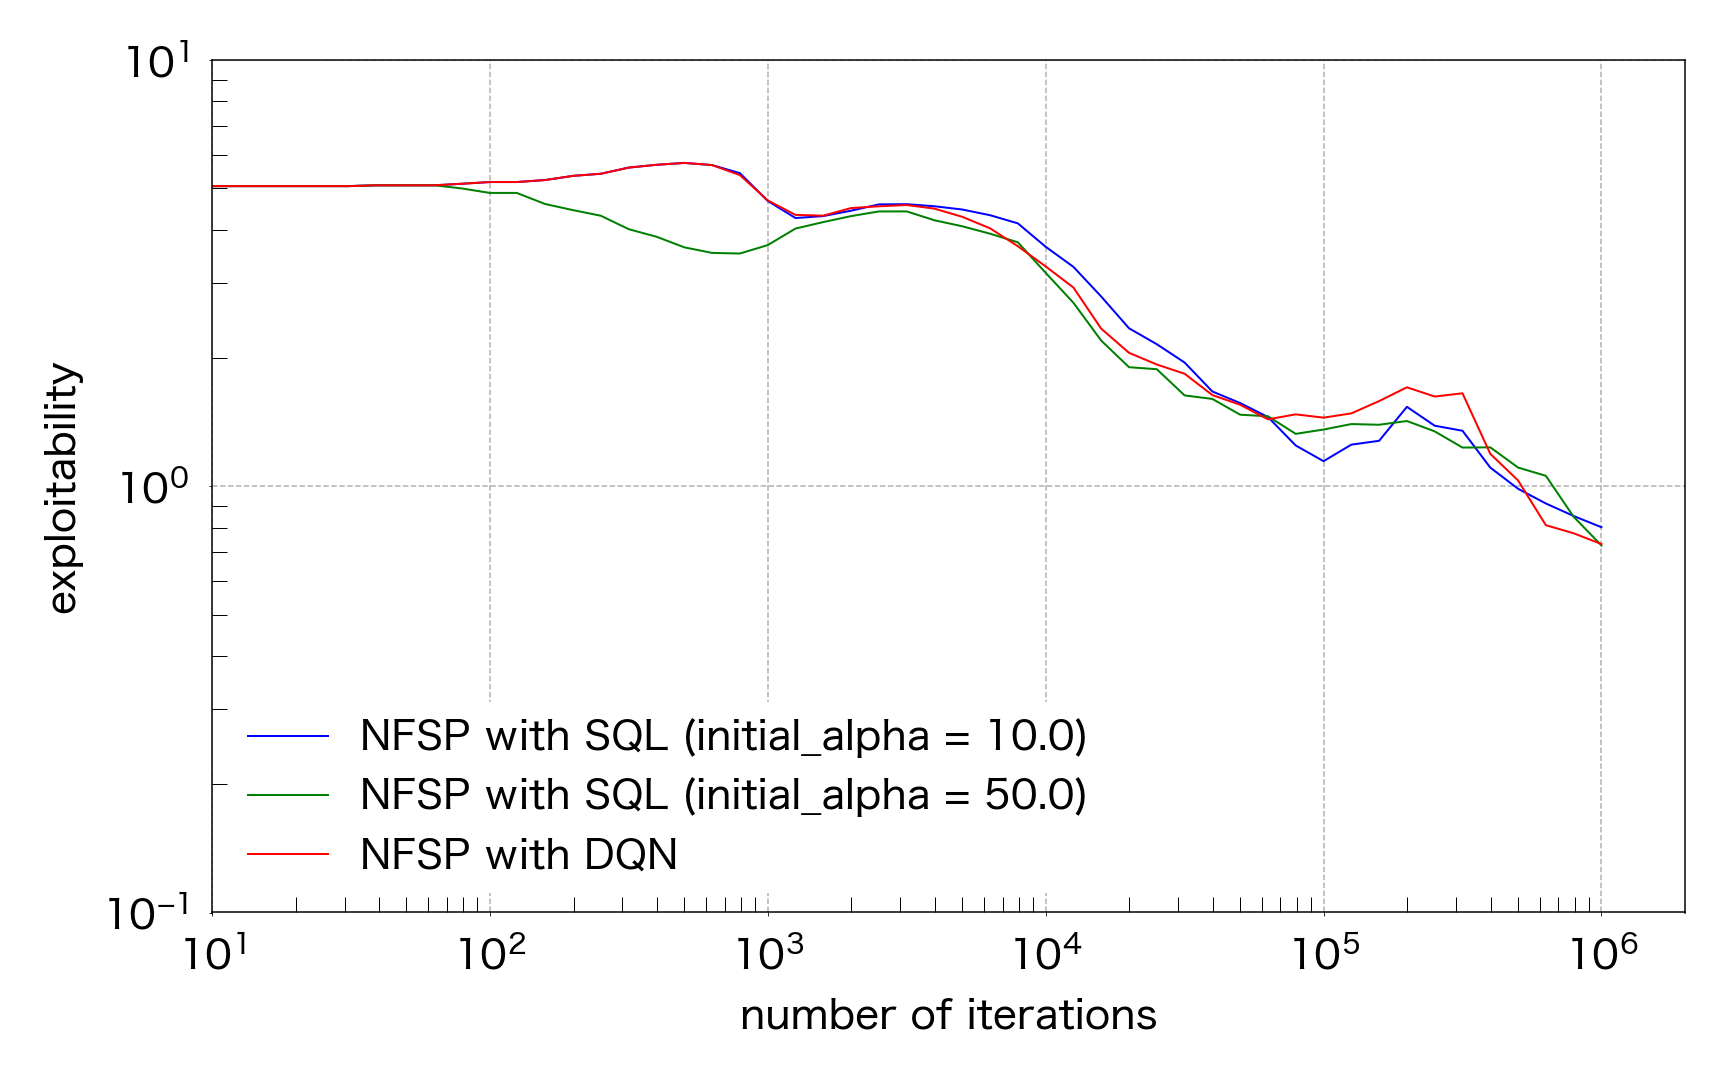 10¹
10⁰
10⁻¹
exploitability
NFSP with SQL (initial_alpha = 10.0)
NFSP with SQL (initial_alpha = 50.0)
NFSP with DQN
10¹ 10² 10³ 10⁴ 10⁵ 10⁶
number of iterations